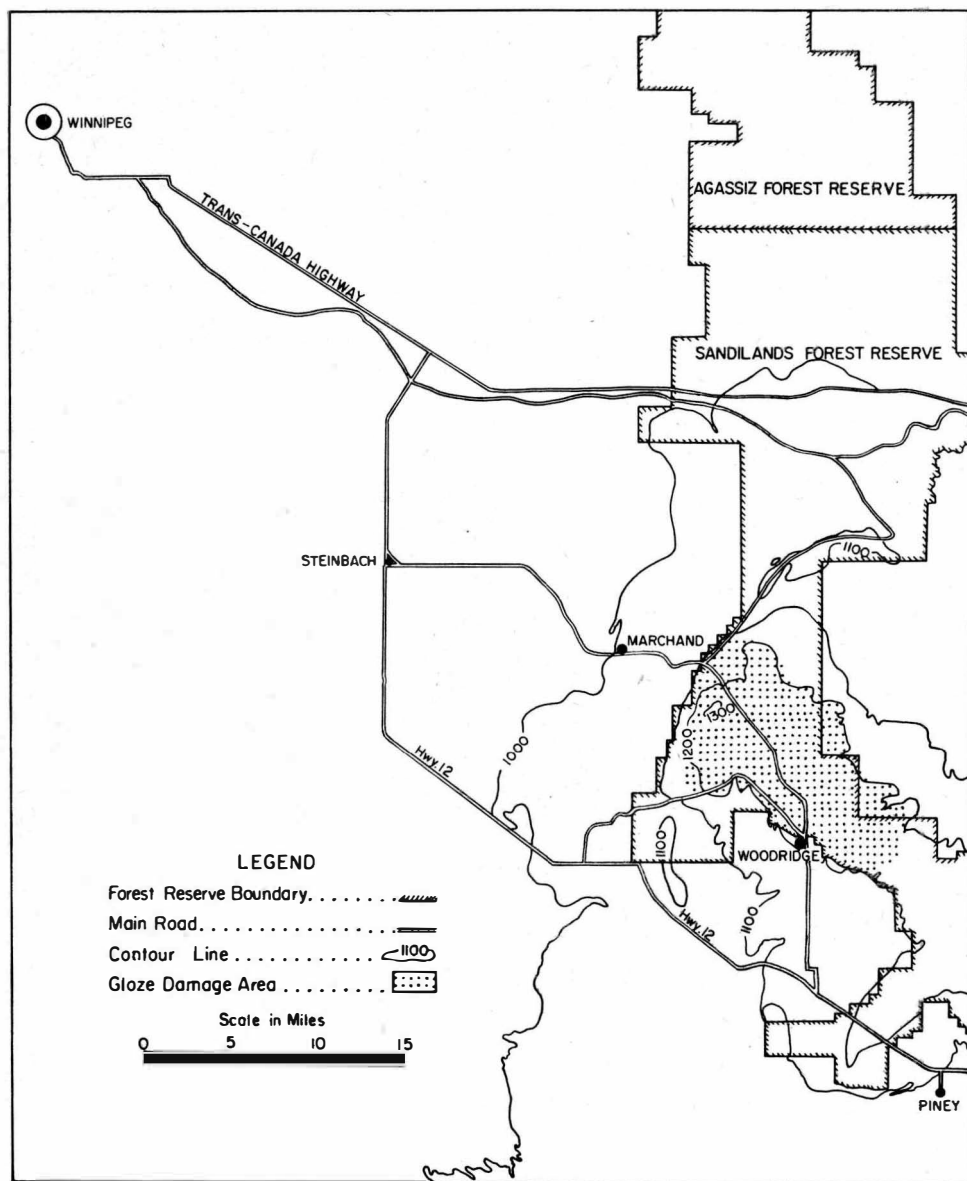 WINNIPEG
AGASSIZ FOREST RESERVE
TRANS-CANADA HIGHWAY
SANDILANDS FOREST RESERVE
STEINBACH
1100
MARCHAND
1300
1200
1000
Hwy. 12
1100
WOODRIDGE
Hwy. 12
1100
PINEY
LEGEND
Forest Reserve Boundary. . . . . . . .
Main Road. . . . . . . . . . . . . . . . . .
Contour Line . . . . . . . . . . . . . 1100
Glaze Damage Area . . . . . . . . . .
Scale in Miles
0 5 10 15